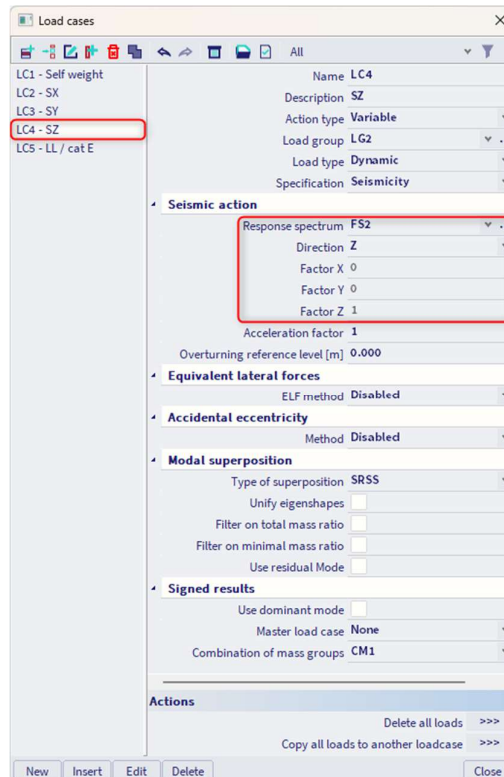 Load cases
All
LC1 - Self weight
LC2 - SX
LC3 - SY
LC4 - SZ
LC5 - LL / cat E
Name LC4
Description SZ
Action type Variable
Load group LG2
Load type Dynamic
Specification Seismicity
Seismic action
Response spectrum FS2
Direction Z
Factor X 0
Factor Y 0
Factor Z 1
Acceleration factor 1
Overturning reference level [m] 0.000
Equivalent lateral forces
ELF method Disabled
Accidental eccentricity
Method Disabled
Modal superposition
Type of superposition SRSS
Unify eigenshapes
Filter on total mass ratio
Filter on minimal mass ratio
Use residual Mode
Signed results
Use dominant mode
Master load case None
Combination of mass groups CM1
Actions
Delete all loads >>>
Copy all loads to another loadcase >>>
New Insert Edit Delete Close